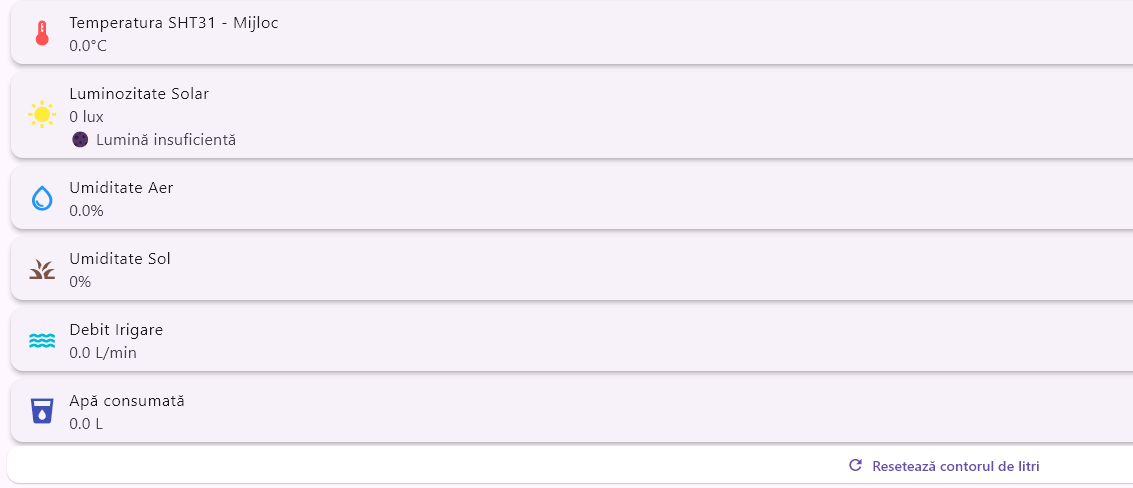 Temperatura SHT31 - Mijloc
0.0°C
Luminozitate Solar
0 lux
Lumină insuficientă
Umiditate Aer
0.0%
Umiditate Sol
0%
Debit Irigare
0.0 L/min
Apă consumată
0.0 L
Resetează contorul de litri